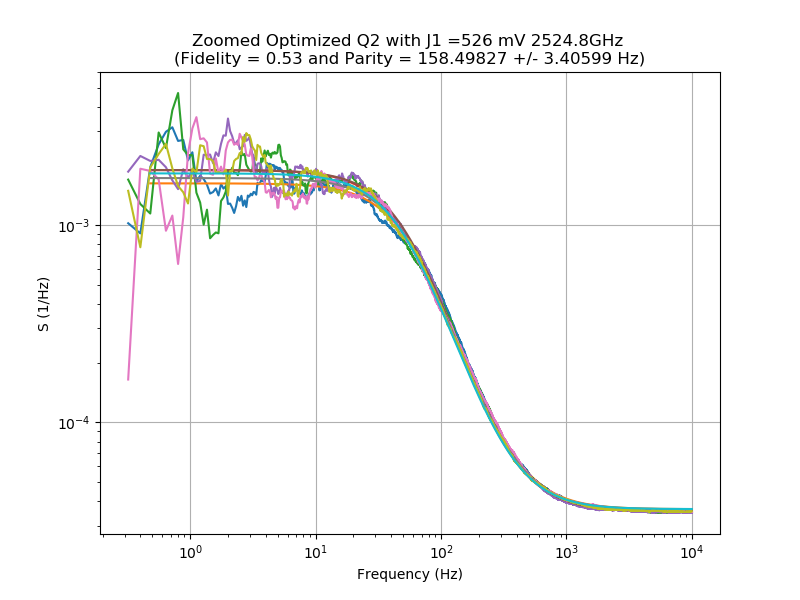 Zoomed Optimized Q2 with J1 =526 mV 2524.8GHz
(Fidelity = 0.53 and Parity = 158.49827 +/- 3.40599 Hz)
S (1/Hz)
10⁻³
10⁻⁴
10⁰ 10¹ 10² 10³ 10⁴
Frequency (Hz)